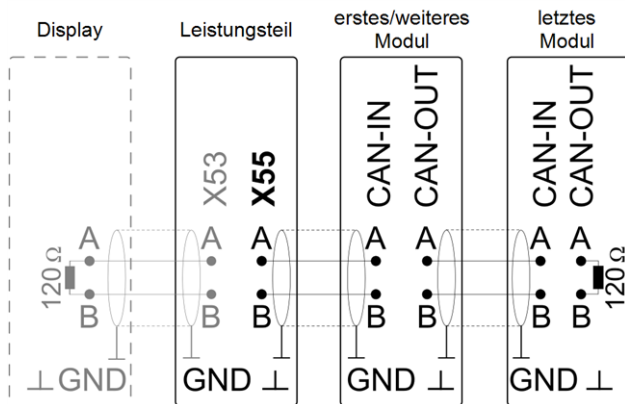 Display
Leistungsteil
erstes/weiteres
Modul
letztes
Modul
X53
X55
CAN-IN
CAN-OUT
CAN-IN
CAN-OUT
A A A A A A A
120 Ω
120 Ω
B B B B B B B
⊥ GND
GND ⊥
GND ⊥
GND ⊥